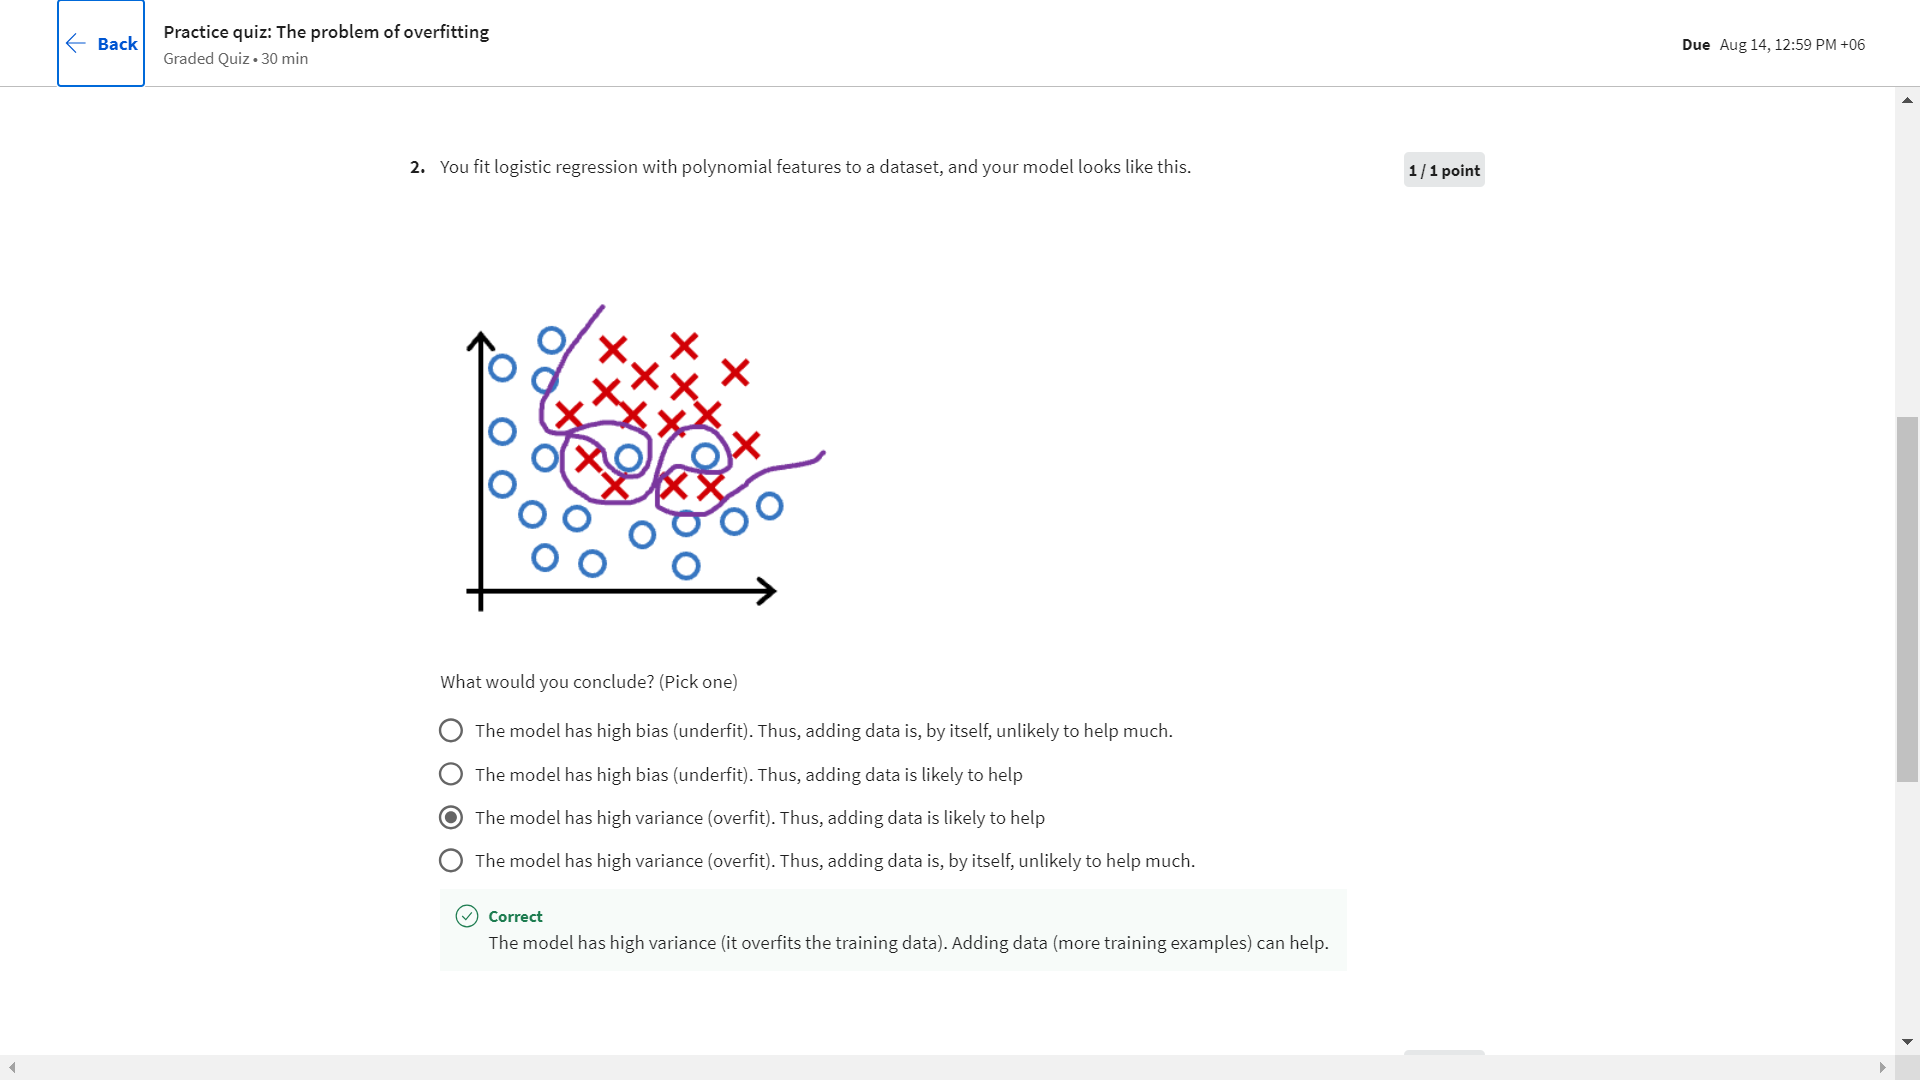 Back
Practice quiz: The problem of overfitting
Graded Quiz • 30 min
Due Aug 14, 12:59 PM +06
2. You fit logistic regression with polynomial features to a dataset, and your model looks like this.
1 / 1 point
What would you conclude? (Pick one)
The model has high bias (underfit). Thus, adding data is, by itself, unlikely to help much.
The model has high bias (underfit). Thus, adding data is likely to help
The model has high variance (overfit). Thus, adding data is likely to help
The model has high variance (overfit). Thus, adding data is, by itself, unlikely to help much.
Correct
The model has high variance (it overfits the training data). Adding data (more training examples) can help.